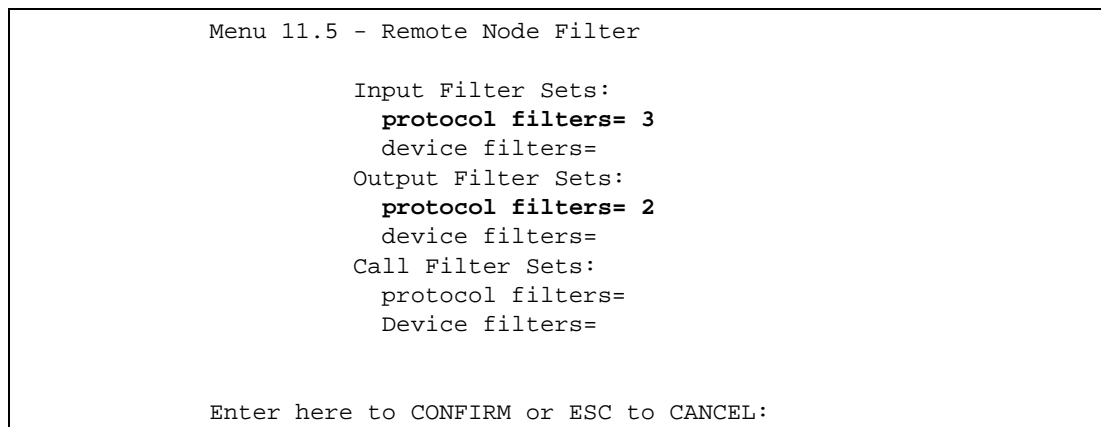 Menu 11.5 - Remote Node Filter
Input Filter Sets:
protocol filters= 3
device filters=
Output Filter Sets:
protocol filters= 2
device filters=
Call Filter Sets:
protocol filters=
Device filters=
Enter here to CONFIRM or ESC to CANCEL: